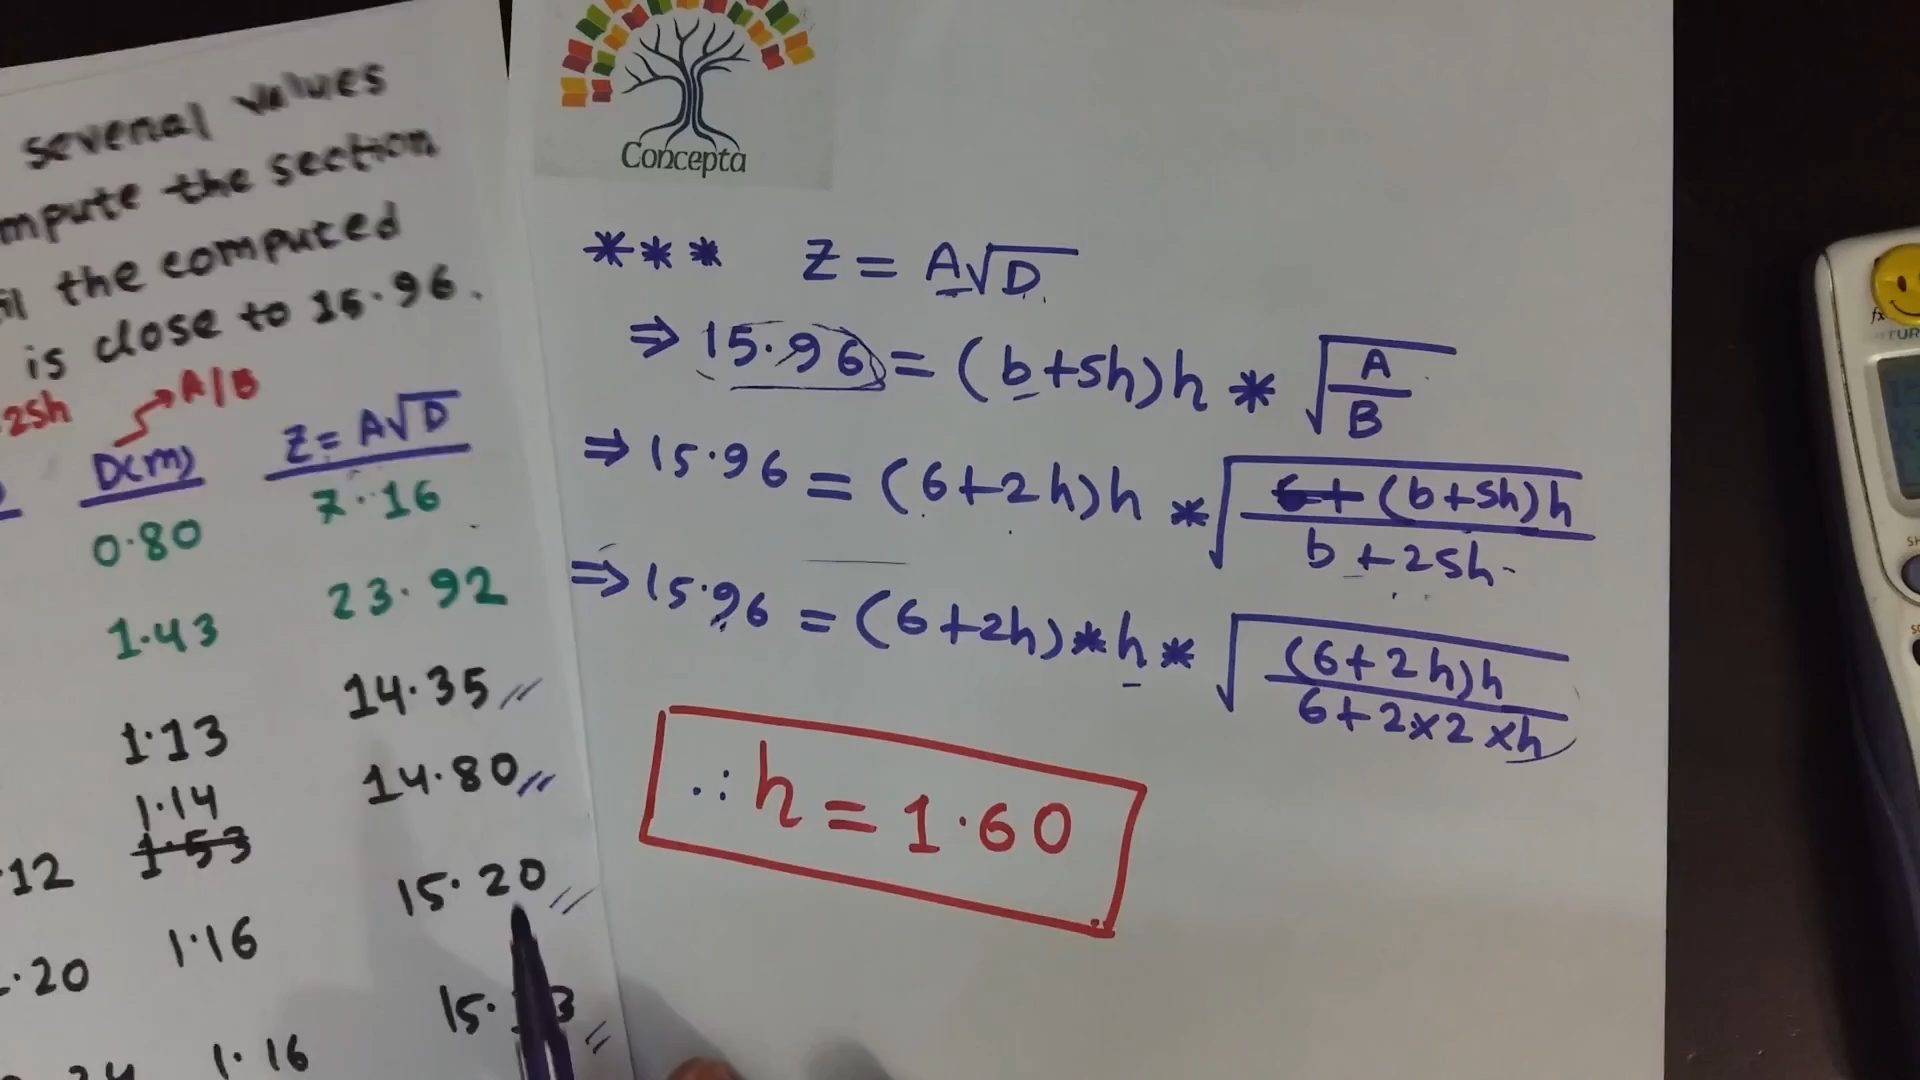 sevenal values
mpute the section
il the computed
is close to 15.96.
2Sh → A/B
D(m) Z = A√D
0.80 7.16
1.43 23.92
1.13 14.35
1.14 14.80
1.53
.12 15.20
.20 1.16
1.16
Concepta
*** Z = A√D
⇒ 15.96 = (b+sh)h * √(A/B)
⇒ 15.96 = (6+2h)h * √(6+ (b+sh)h / b+2sh)
⇒ 15.96 = (6+2h)*h* √((6+2h)h / 6+2×2×h)
∴ h = 1.60